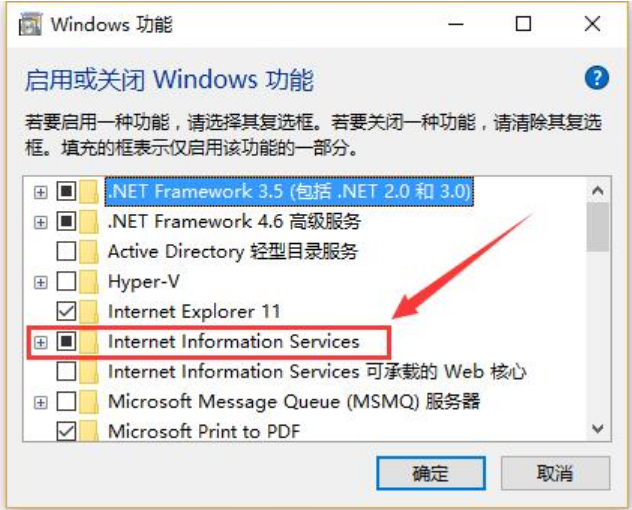 Windows 功能
启用或关闭 Windows 功能
若要启用一种功能，请选择其复选框。若要关闭一种功能，请清除其复选
框。填充的框表示仅启用该功能的一部分。
.NET Framework 3.5 (包括 .NET 2.0 和 3.0)
.NET Framework 4.6 高级服务
Active Directory 轻型目录服务
Hyper-V
Internet Explorer 11
Internet Information Services
Internet Information Services 可承载的 Web 核心
Microsoft Message Queue (MSMQ) 服务器
Microsoft Print to PDF
确定
取消